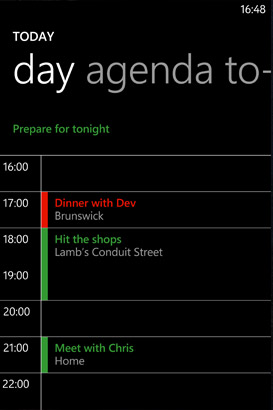 16:48
TODAY
day agenda to-
Prepare for tonight
16:00
17:00 Dinner with Dev
Brunswick
18:00 Hit the shops
Lamb's Conduit Street
19:00
20:00
21:00 Meet with Chris
Home
22:00